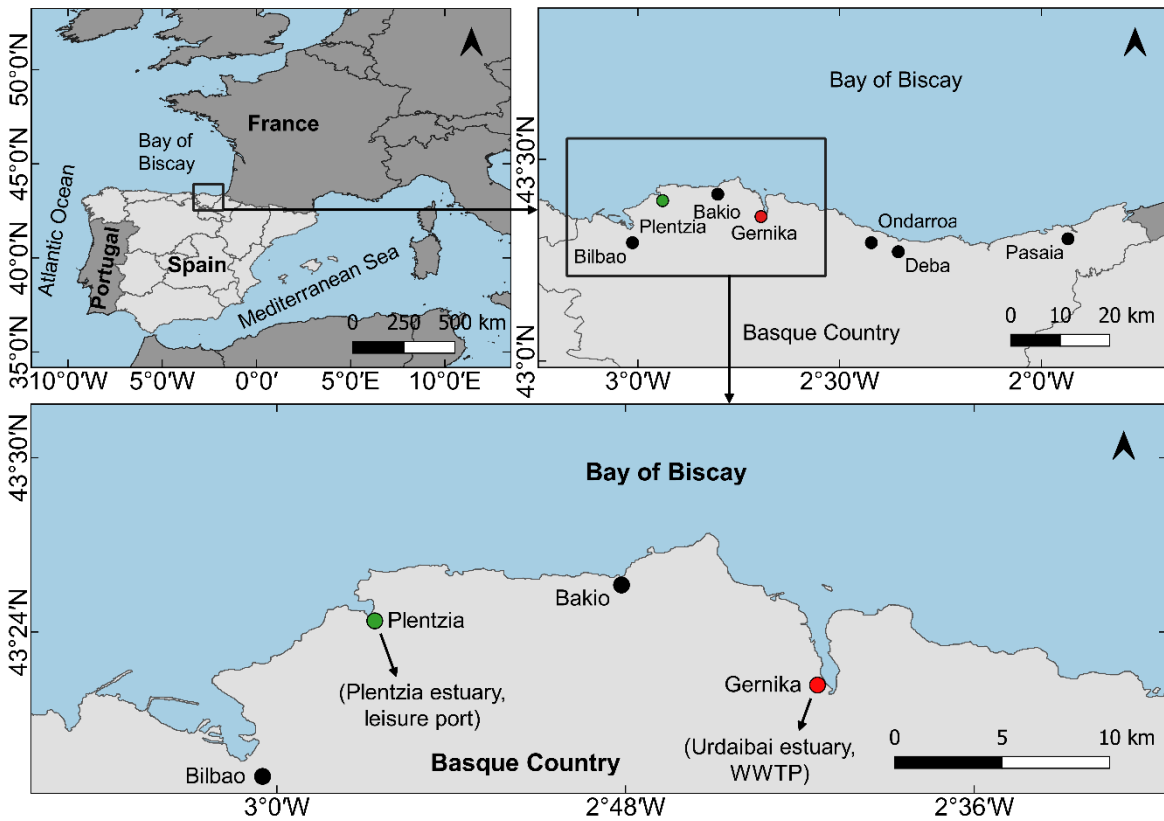 50°0′N
45°0′N
40°0′N
35°0′N
Atlantic Ocean
Bay of
Biscay
France
Portugal
Spain
Mediterranean Sea
0 250 500 km
10°0′W 5°0′W 0°0′ 5°0′E 10°0′E
Bay of Biscay
43°30′N
43°0′N
Plentzia
Bakio
Gernika
Bilbao
Ondarroa
Deba
Pasaia
Basque Country
0 10 20 km
3°0′W 2°30′W 2°0′W
43°30′N
43°24′N
Bay of Biscay
Bakio
Plentzia
(Plentzia estuary,
leisure port)
Gernika
(Urdaibai estuary,
WWTP)
Bilbao
Basque Country
0 5 10 km
3°0′W 2°48′W 2°36′W